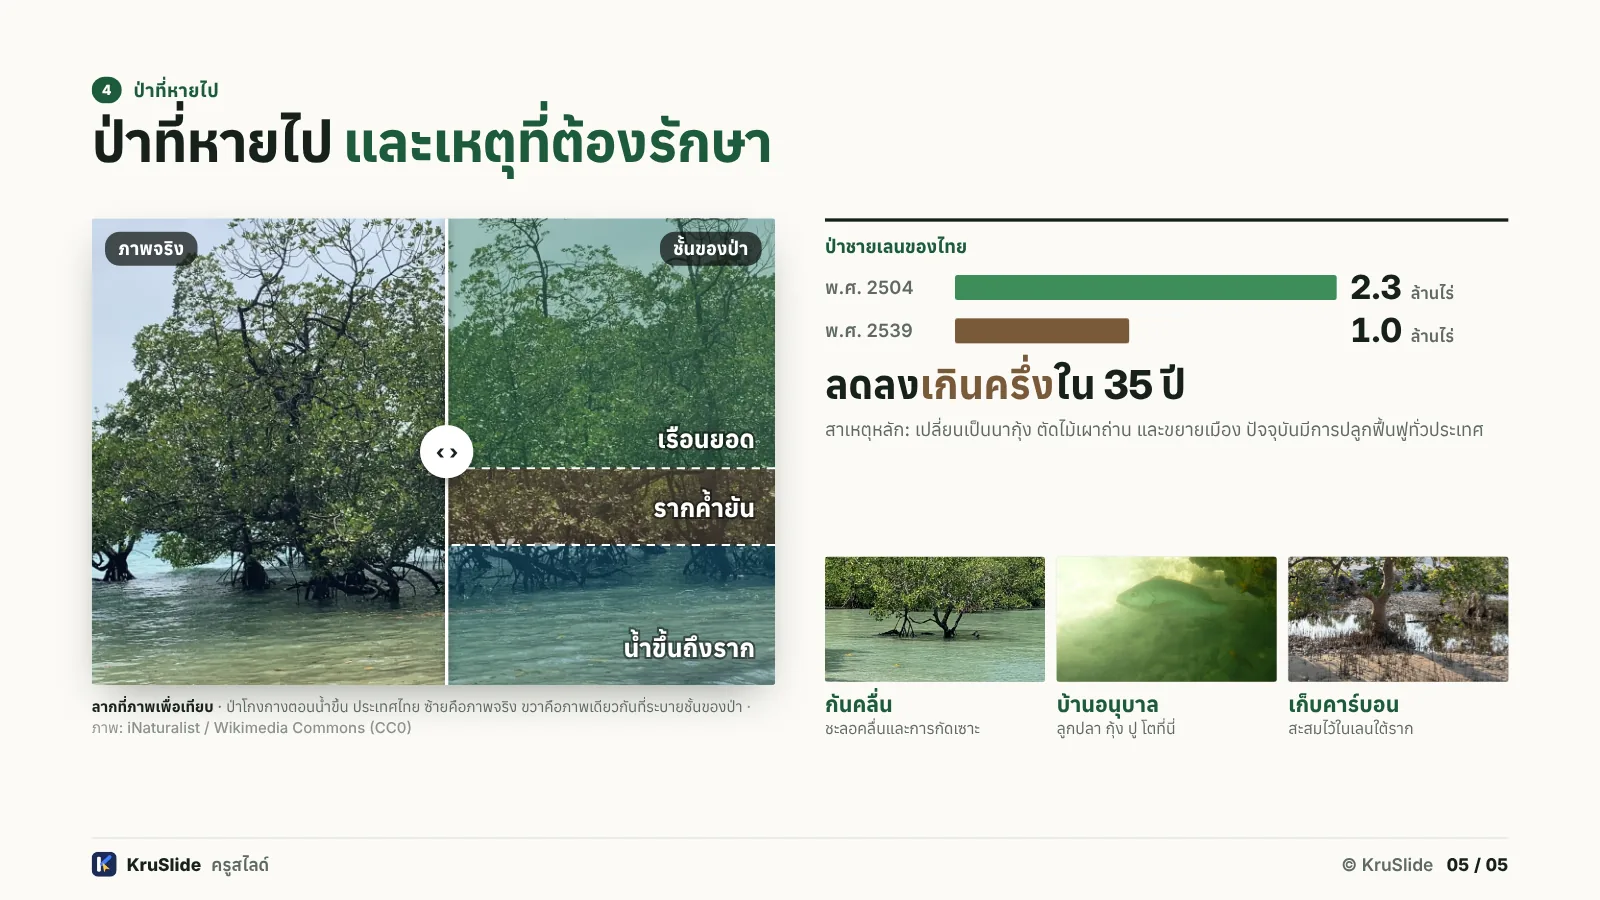 4 ป่าที่หายไป
ป่าที่หายไป และเหตุที่ต้องรักษา
ภาพจริง
ชั้นของป่า
เรือนยอด
รากค้ำยัน
น้ำขึ้นถึงราก
ลากที่ภาพเพื่อเทียบ · ป่าโกงกางตอนน้ำขึ้น ประเทศไทย ซ้ายคือภาพจริง ขวาคือภาพเดียวกันที่ระบายชั้นของป่า ·
ภาพ: iNaturalist / Wikimedia Commons (CC0)
ป่าชายเลนของไทย
พ.ศ. 2504 2.3 ล้านไร่
พ.ศ. 2539 1.0 ล้านไร่
ลดลงเกินครึ่งใน 35 ปี
สาเหตุหลัก: เปลี่ยนเป็นนากุ้ง ตัดไม้เผาถ่าน และขยายเมือง ปัจจุบันมีการปลูกฟื้นฟูทั่วประเทศ
กันคลื่น
ชะลอคลื่นและการกัดเซาะ
บ้านอนุบาล
ลูกปลา กุ้ง ปู โตที่นี่
เก็บคาร์บอน
สะสมไว้ในเลนใต้ราก
KruSlide ครูสไลด์
© KruSlide 05 / 05